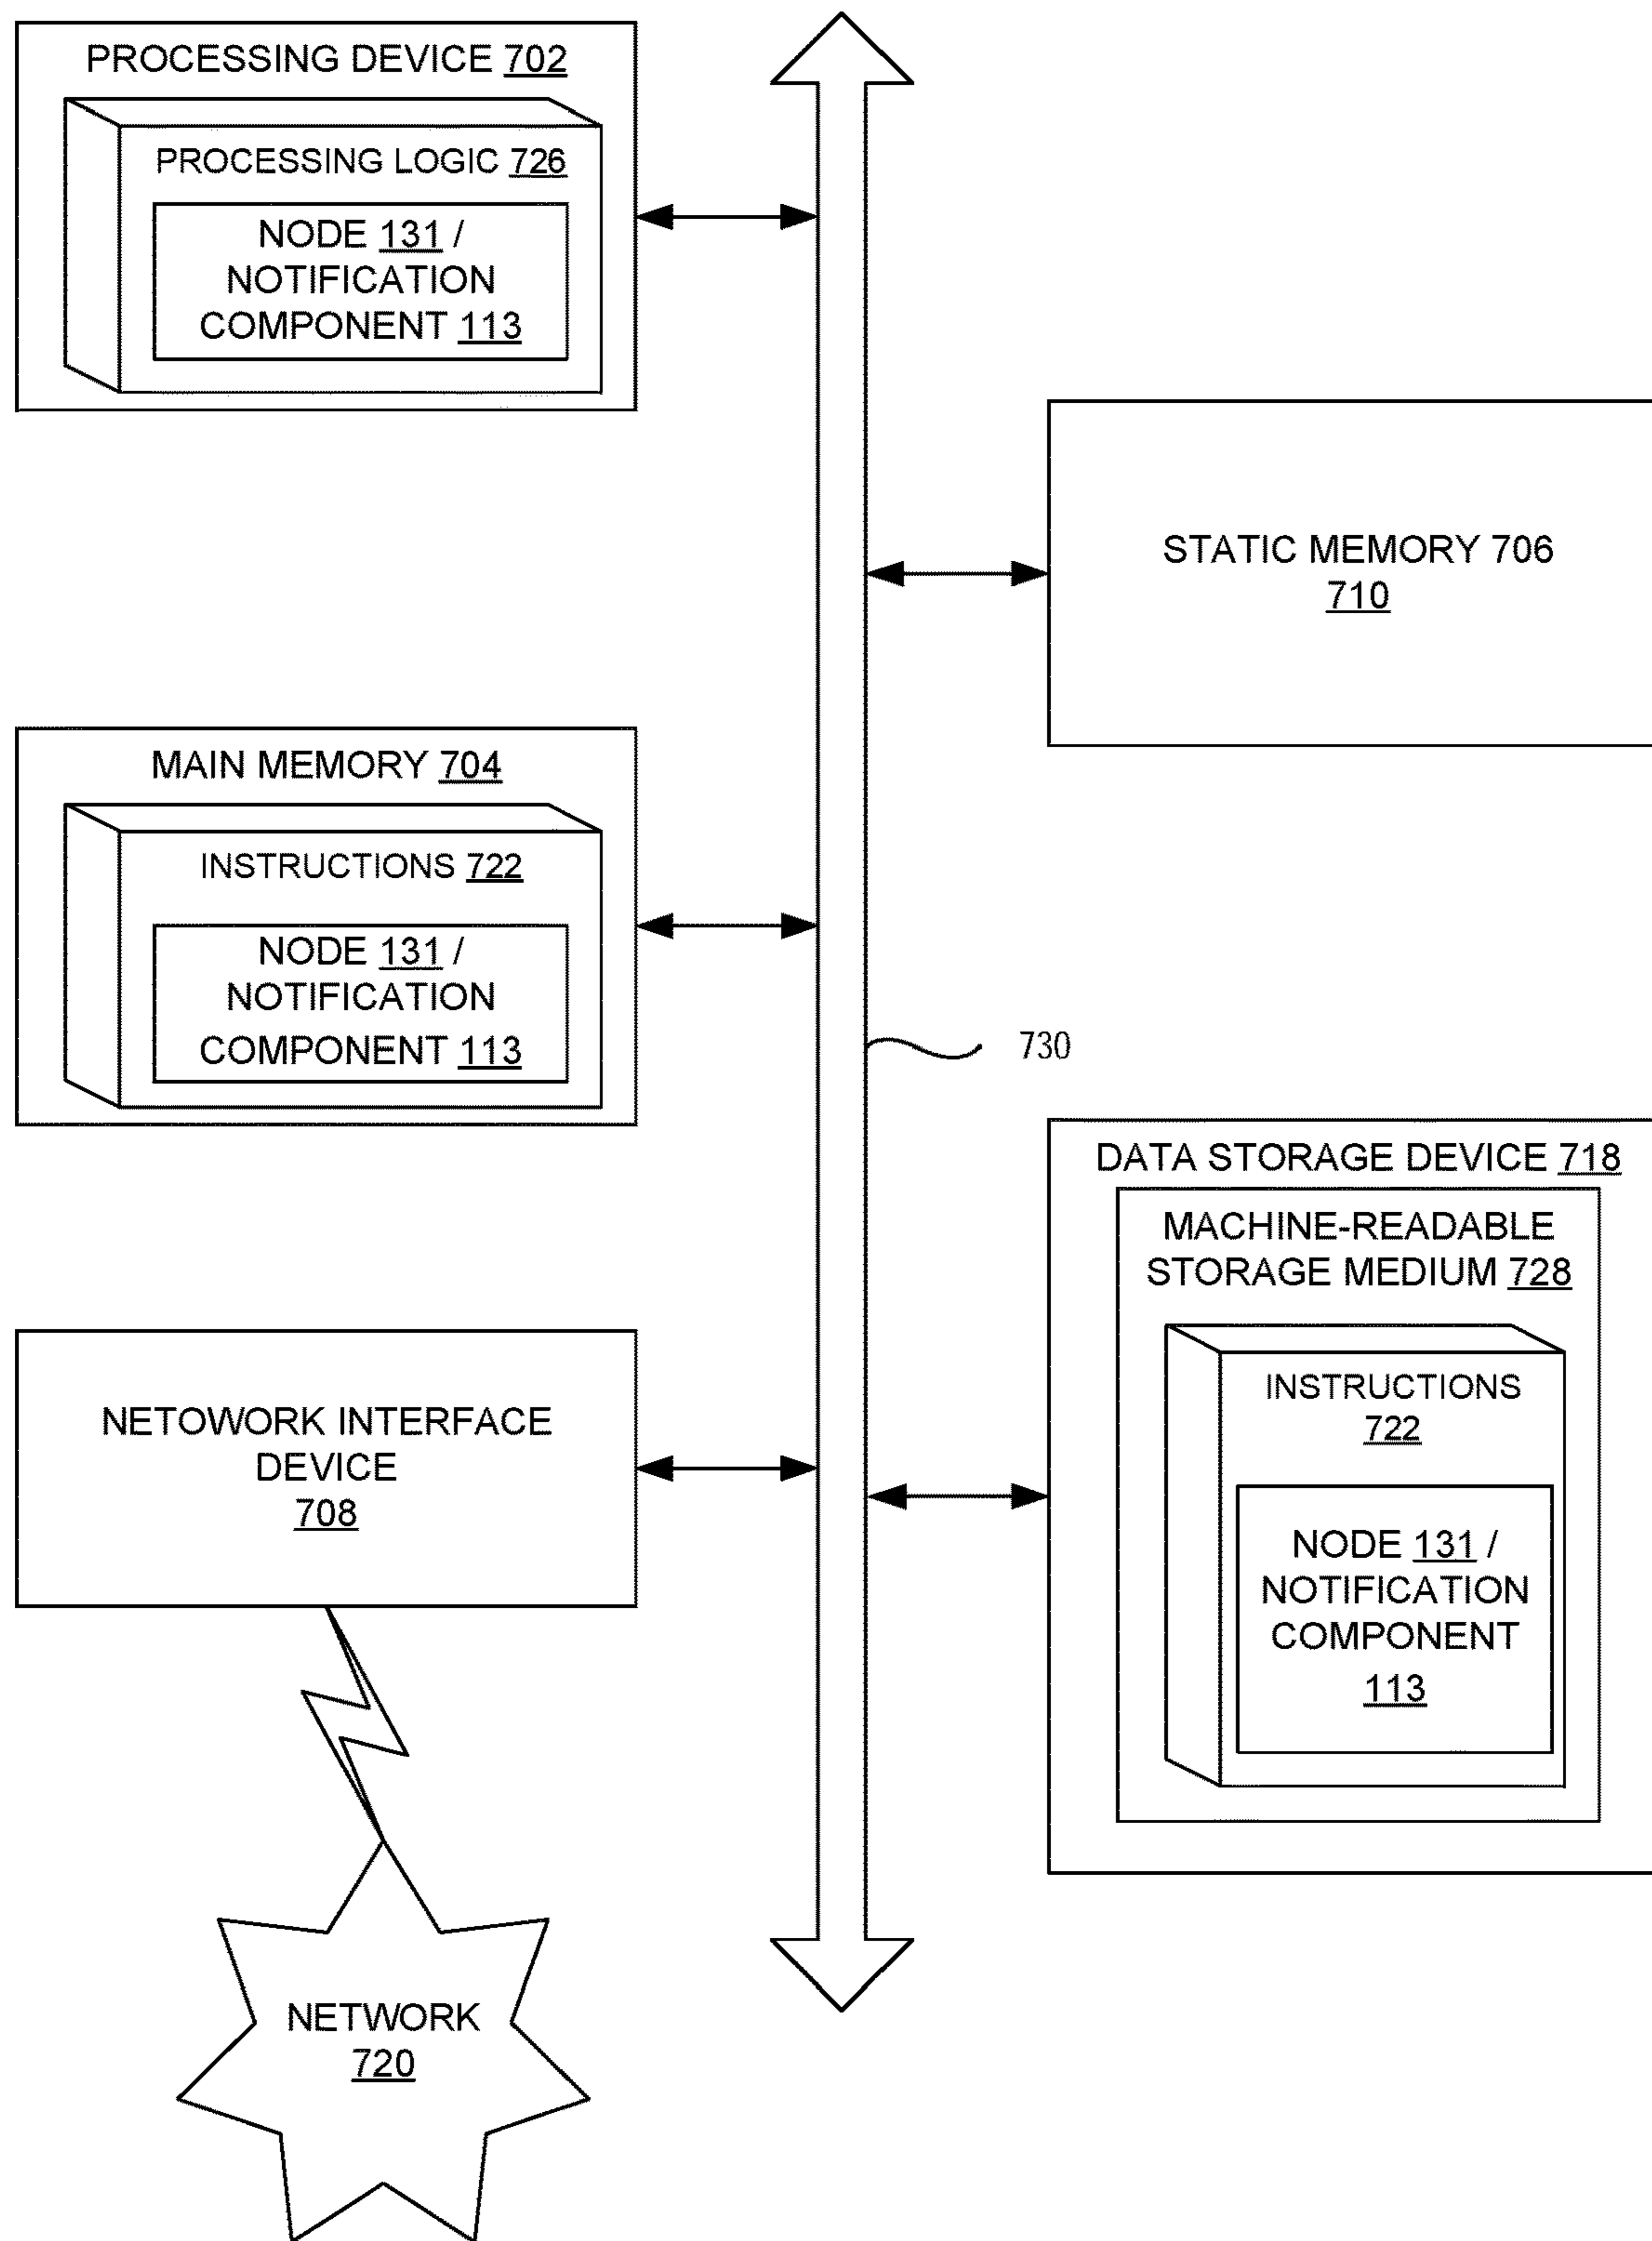 PROCESSING DEVICE 702
PROCESSING LOGIC 726
NODE 131 /
NOTIFICATION
COMPONENT 113
STATIC MEMORY 706
710
MAIN MEMORY 704
INSTRUCTIONS 722
NODE 131 /
NOTIFICATION
COMPONENT 113
730
DATA STORAGE DEVICE 718
MACHINE-READABLE
STORAGE MEDIUM 728
INSTRUCTIONS
722
NODE 131 /
NOTIFICATION
COMPONENT
113
NETOWORK INTERFACE
DEVICE
708
NETWORK
720